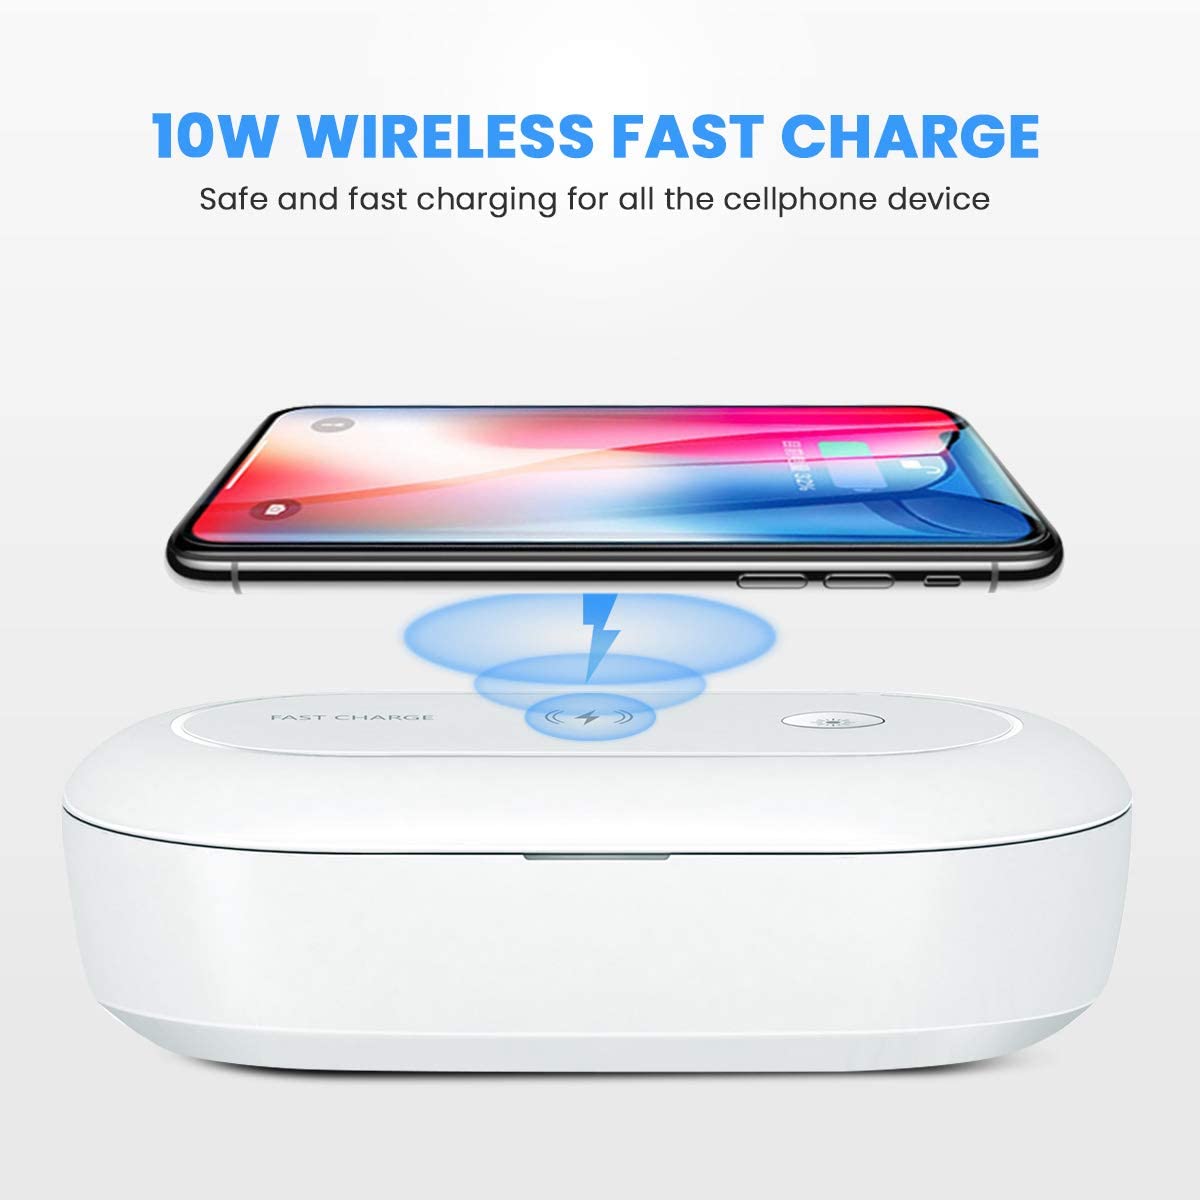 10W WIRELESS FAST CHARGE
Safe and fast charging for all the cellphone device
FAST CHARGE